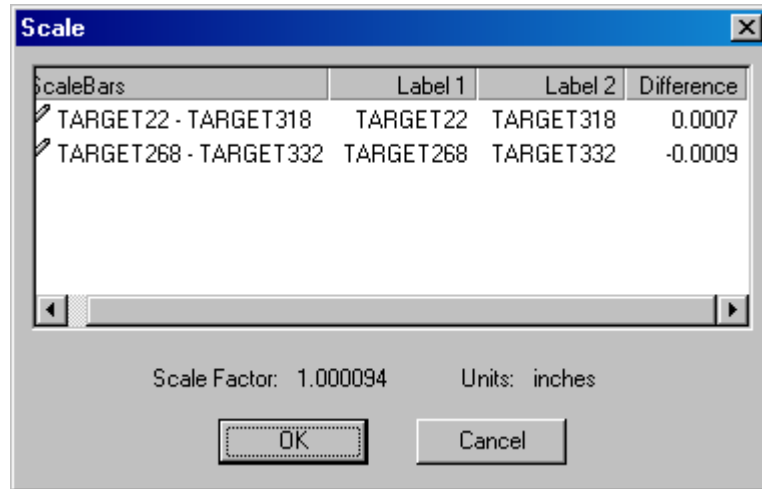 Scale
ScaleBars Label 1 Label 2 Difference
TARGET22 - TARGET318 TARGET22 TARGET318 0.0007
TARGET268 - TARGET332 TARGET268 TARGET332 -0.0009
Scale Factor: 1.000094 Units: inches
OK Cancel